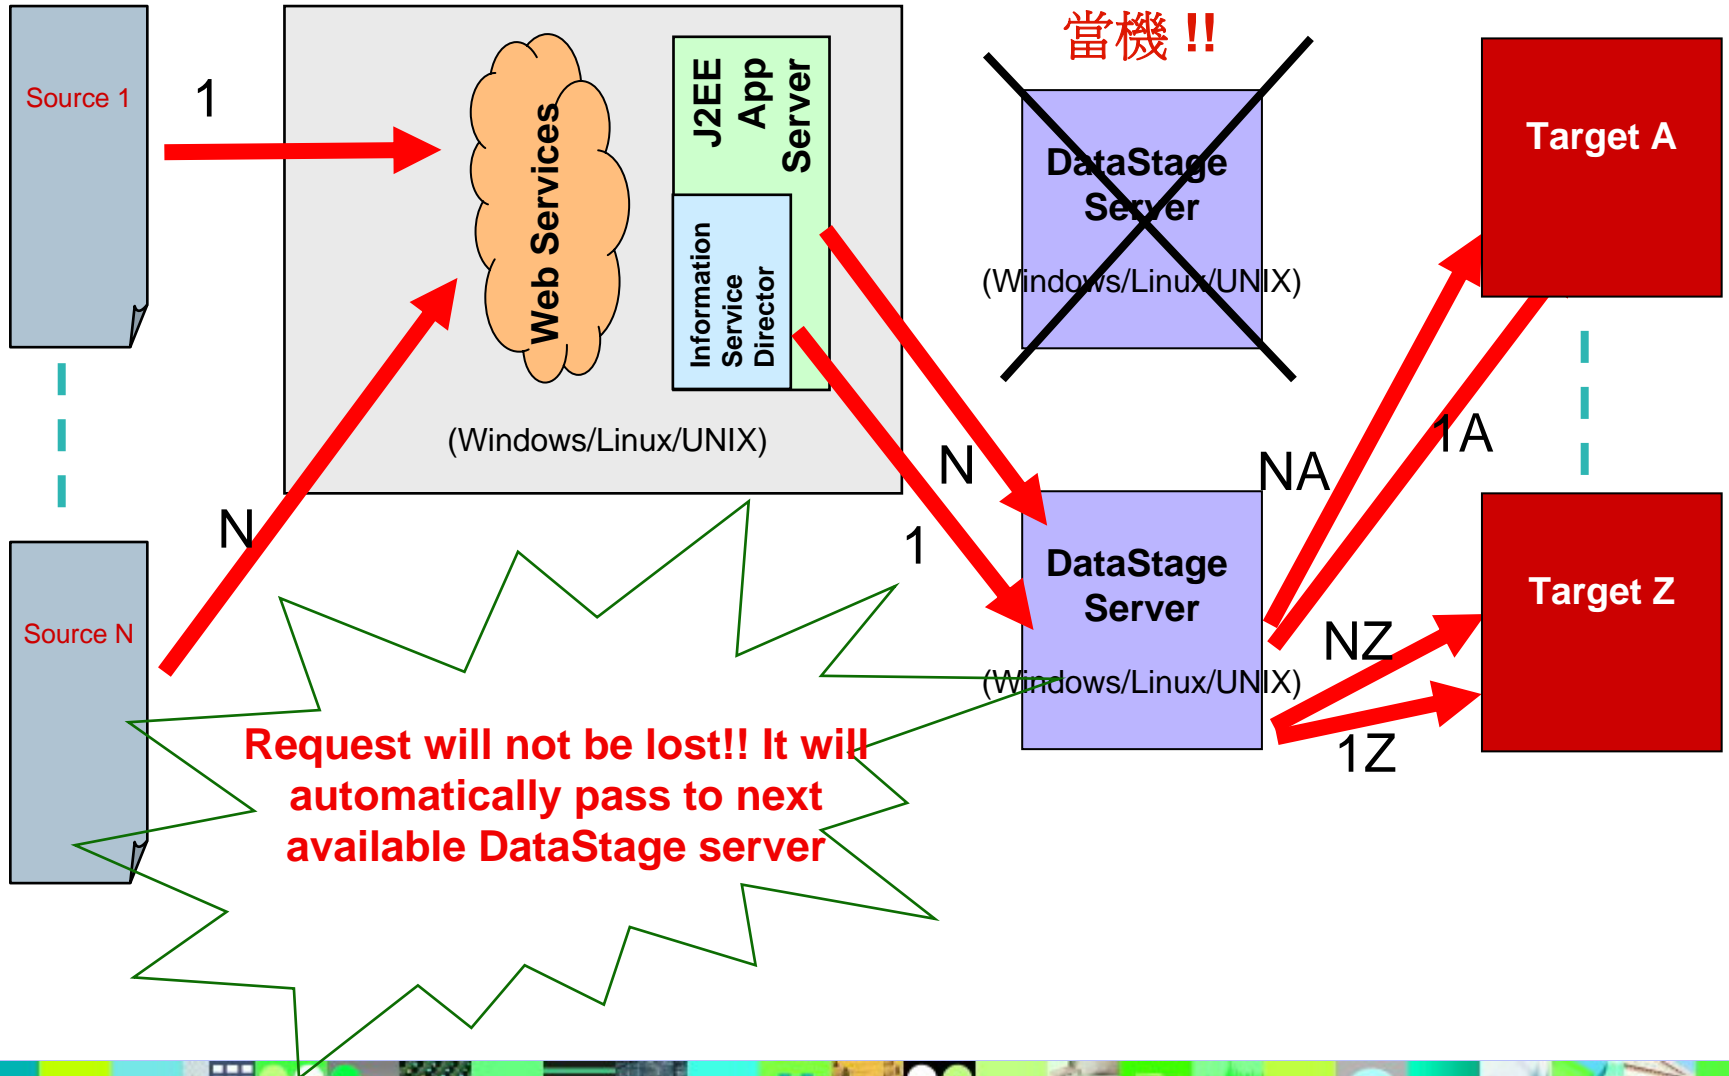 當機 !!
Source 1
1
Web Services
J2EE
App
Server
Information
Service
Director
(Windows/Linux/UNIX)
DataStage
Server
(Windows/Linux/UNIX)
Target A
N
N
1
NA
1A
Source N
DataStage
Server
(Windows/Linux/UNIX)
NZ
1Z
Target Z
Request will not be lost!! It will
automatically pass to next
available DataStage server